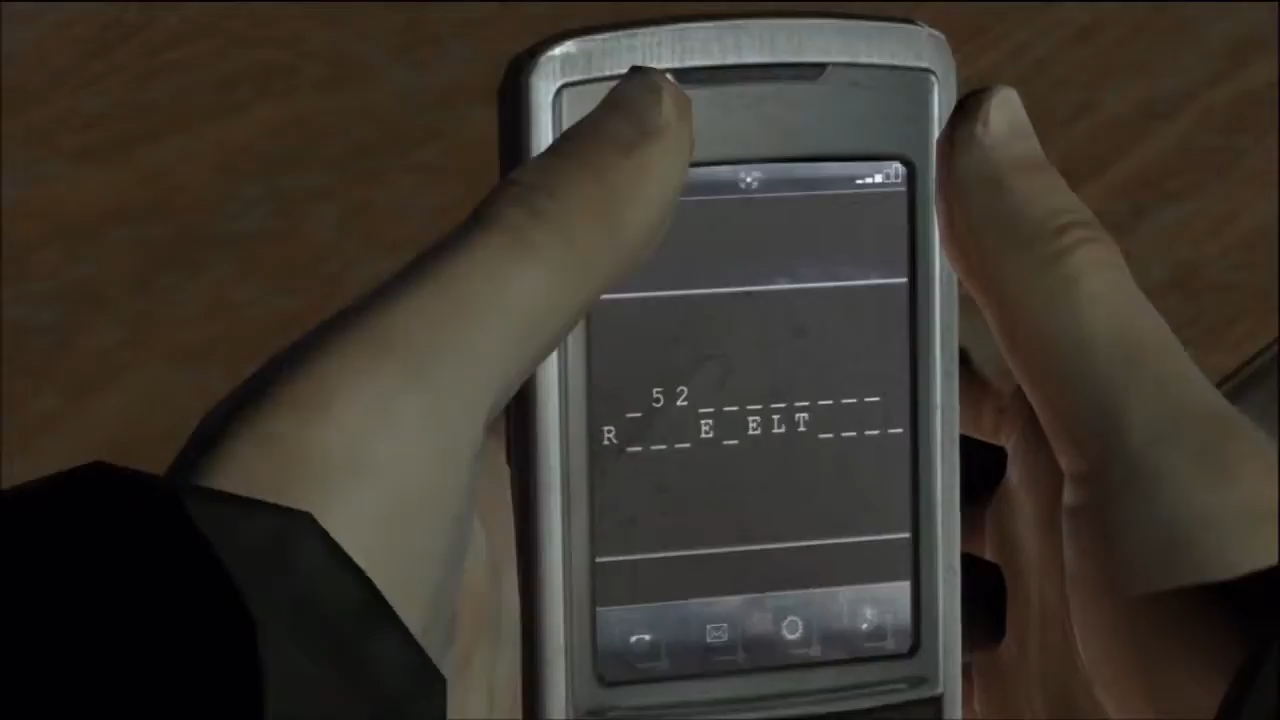 _ 5 2 _ _ _ _ _ _ _ _
R _ _ _ E _ E L T _ _ _ _